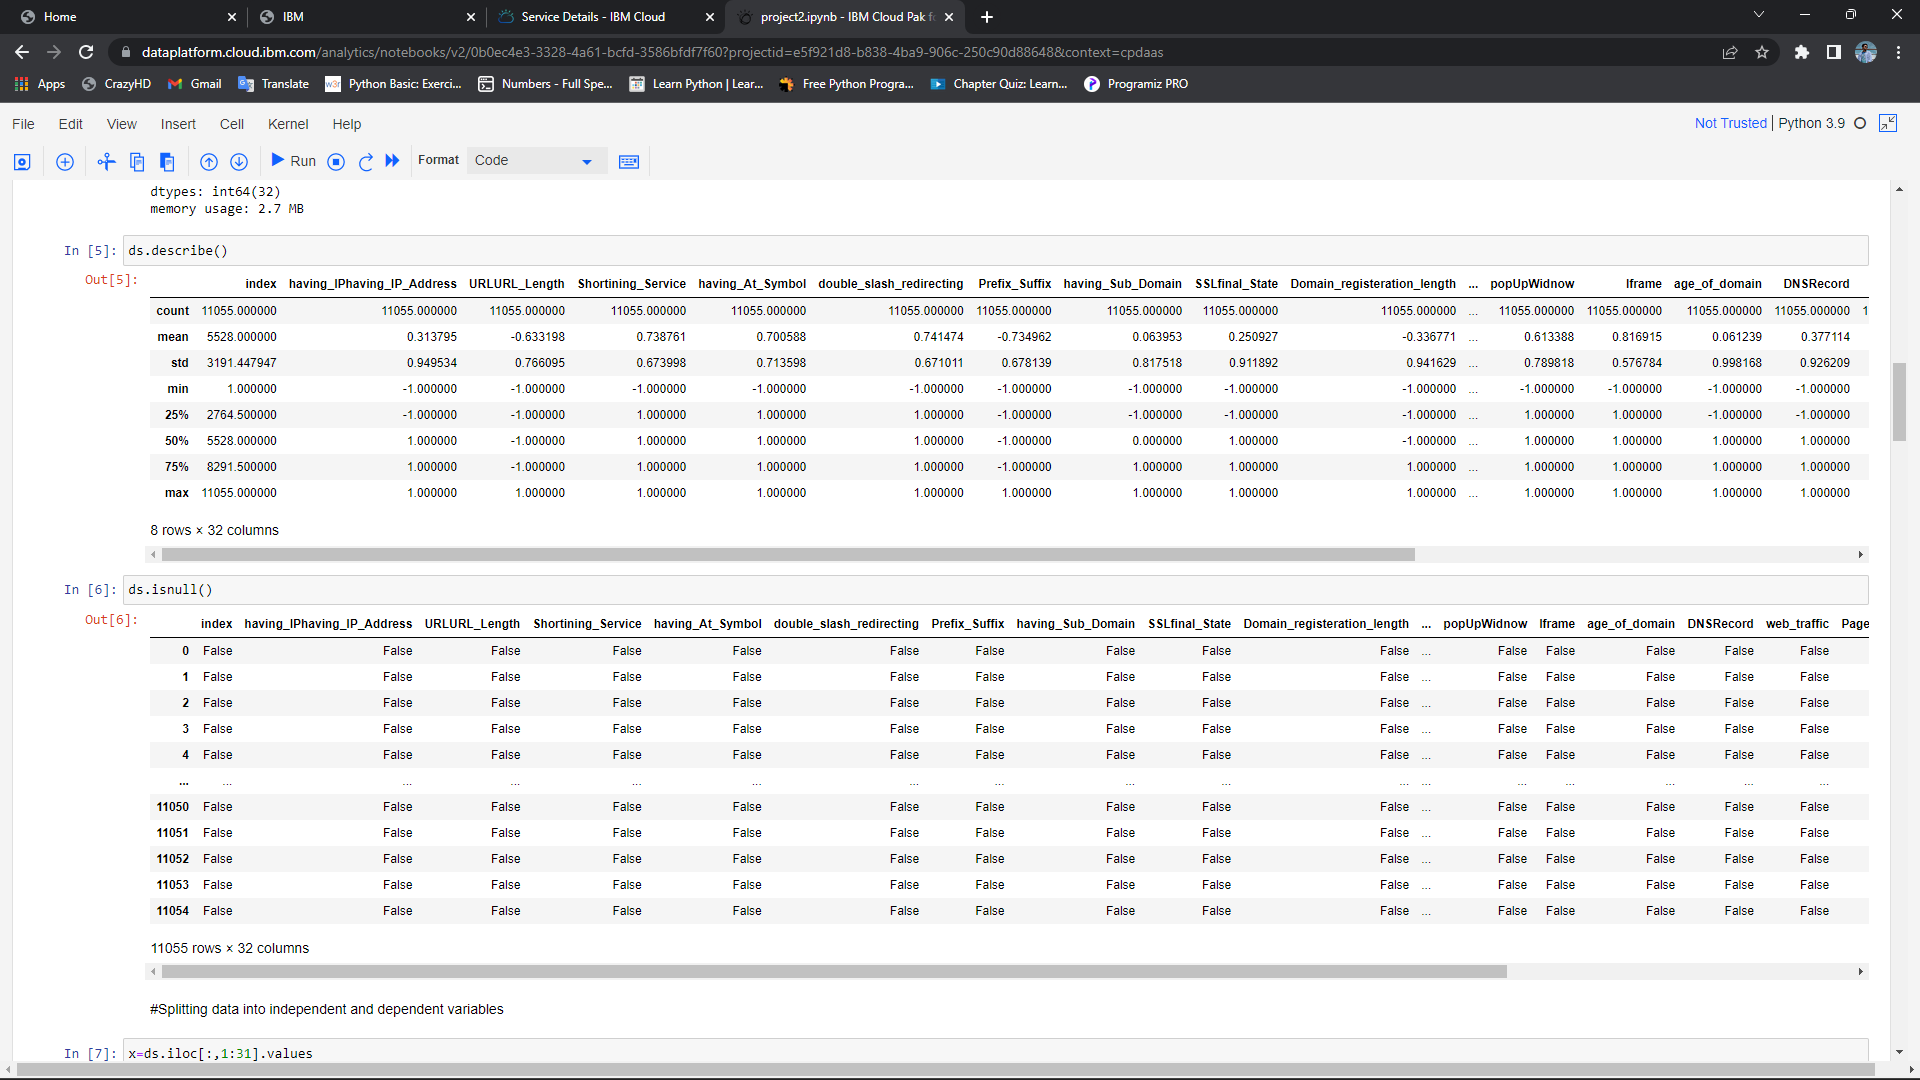 Home IBM Service Details - IBM Cloud project2.ipynb - IBM Cloud Pak f
dataplatform.cloud.ibm.com/analytics/notebooks/v2/0b0ec4e3-3328-4a61-bcfd-3586bfdf7f60?projectid=e5f921d8-b838-4ba9-906c-250c90d88648&context=cpdaas
Apps CrazyHD Gmail Translate Python Basic: Exerci... Numbers - Full Spe... Learn Python | Lear... Free Python Progra... Chapter Quiz: Learn... Programiz PRO
File Edit View Insert Cell Kernel Help Not Trusted | Python 3.9
Run Format Code
dtypes: int64(32)
memory usage: 2.7 MB
In [5]: ds.describe()
Out[5]:
index having_IPhaving_IP_Address URLURL_Length Shortining_Service having_At_Symbol double_slash_redirecting Prefix_Suffix having_Sub_Domain SSLfinal_State Domain_registeration_length ... popUpWidnow Iframe age_of_domain DNSRecord
count 11055.000000 11055.000000 11055.000000 11055.000000 11055.000000 11055.000000 11055.000000 11055.000000 11055.000000 11055.000000 ... 11055.000000 11055.000000 11055.000000 11055.000000 1
mean 5528.000000 0.313795 -0.633198 0.738761 0.700588 0.741474 -0.734962 0.063953 0.250927 -0.336771 ... 0.613388 0.816915 0.061239 0.377114
std 3191.447947 0.949534 0.766095 0.673998 0.713598 0.671011 0.678139 0.817518 0.911892 0.941629 ... 0.789818 0.576784 0.998168 0.926209
min 1.000000 -1.000000 -1.000000 -1.000000 -1.000000 -1.000000 -1.000000 -1.000000 -1.000000 -1.000000 ... -1.000000 -1.000000 -1.000000 -1.000000
25% 2764.500000 -1.000000 -1.000000 1.000000 1.000000 1.000000 -1.000000 -1.000000 -1.000000 -1.000000 ... 1.000000 1.000000 -1.000000 -1.000000
50% 5528.000000 1.000000 -1.000000 1.000000 1.000000 1.000000 -1.000000 0.000000 1.000000 -1.000000 ... 1.000000 1.000000 1.000000 1.000000
75% 8291.500000 1.000000 -1.000000 1.000000 1.000000 1.000000 -1.000000 1.000000 1.000000 1.000000 ... 1.000000 1.000000 1.000000 1.000000
max 11055.000000 1.000000 1.000000 1.000000 1.000000 1.000000 1.000000 1.000000 1.000000 1.000000 ... 1.000000 1.000000 1.000000 1.000000
8 rows × 32 columns
In [6]: ds.isnull()
Out[6]:
index having_IPhaving_IP_Address URLURL_Length Shortining_Service having_At_Symbol double_slash_redirecting Prefix_Suffix having_Sub_Domain SSLfinal_State Domain_registeration_length ... popUpWidnow Iframe age_of_domain DNSRecord web_traffic Page
0 False False False False False False False False False False ... False False False False False
1 False False False False False False False False False False ... False False False False False
2 False False False False False False False False False False ... False False False False False
3 False False False False False False False False False False ... False False False False False
4 False False False False False False False False False False ... False False False False False
... ... ... ... ... ... ... ... ... ... ... ... ... ... ... ... ...
11050 False False False False False False False False False False ... False False False False False
11051 False False False False False False False False False False ... False False False False False
11052 False False False False False False False False False False ... False False False False False
11053 False False False False False False False False False False ... False False False False False
11054 False False False False False False False False False False ... False False False False False
11055 rows × 32 columns
#Splitting data into independent and dependent variables
In [7]: x=ds.iloc[:,1:31].values